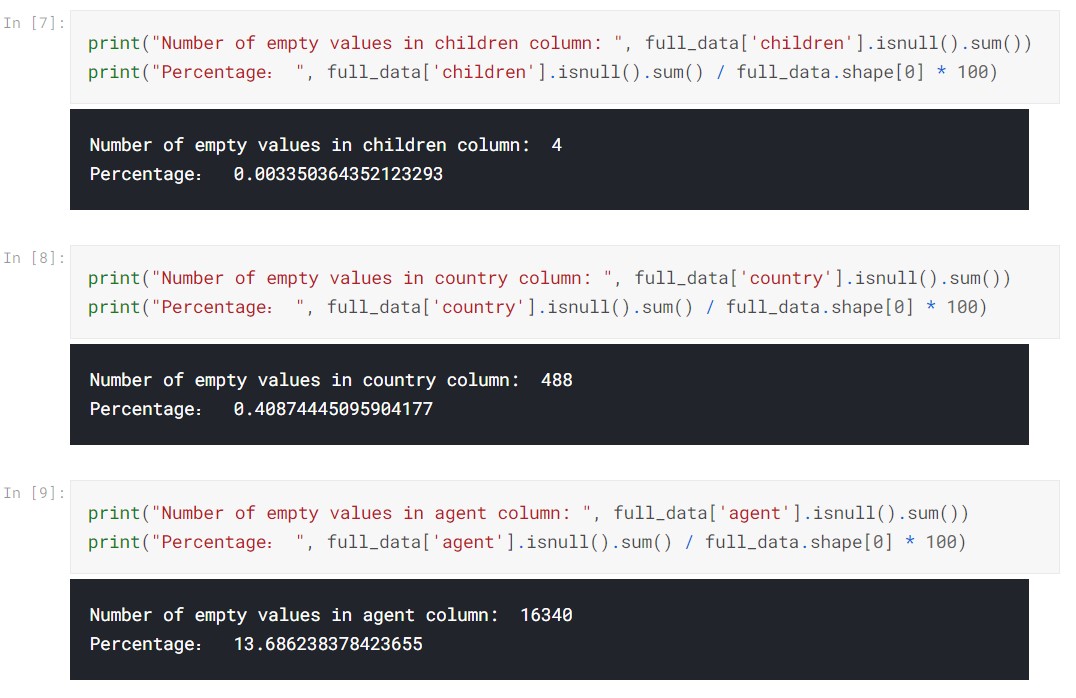 In [7]:
print("Number of empty values in children column: ", full_data['children'].isnull().sum())
print("Percentage:  ", full_data['children'].isnull().sum() / full_data.shape[0] * 100)
Number of empty values in children column:  4
Percentage:   0.003350364352123293
In [8]:
print("Number of empty values in country column: ", full_data['country'].isnull().sum())
print("Percentage:  ", full_data['country'].isnull().sum() / full_data.shape[0] * 100)
Number of empty values in country column:  488
Percentage:   0.40874445095904177
In [9]:
print("Number of empty values in agent column: ", full_data['agent'].isnull().sum())
print("Percentage:  ", full_data['agent'].isnull().sum() / full_data.shape[0] * 100)
Number of empty values in agent column:  16340
Percentage:   13.686238378423655